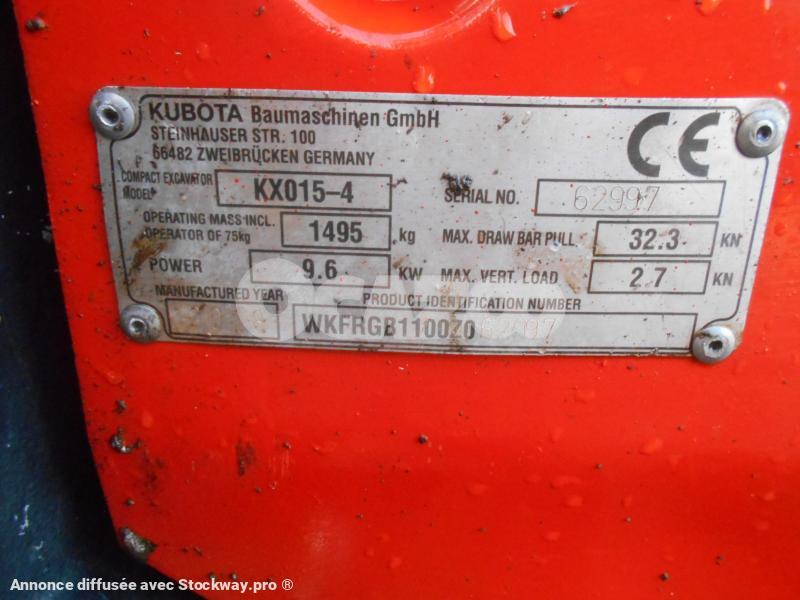 KUBOTA Baumaschinen GmbH
STEINHAUSER STR. 100
66482 ZWEIBRÜCKEN GERMANY
CE
COMPACT EXCAVATOR MODEL KX015-4
SERIAL NO. 62997
OPERATING MASS INCL. OPERATOR OF 75kg 1495 kg
MAX. DRAW BAR PULL 32.3 KN
POWER 9.6 KW
MAX. VERT. LOAD 2.7 KN
MANUFACTURED YEAR
PRODUCT IDENTIFICATION NUMBER
WKFRGB1100Z062997
Annonce diffusée avec Stockway.pro ®